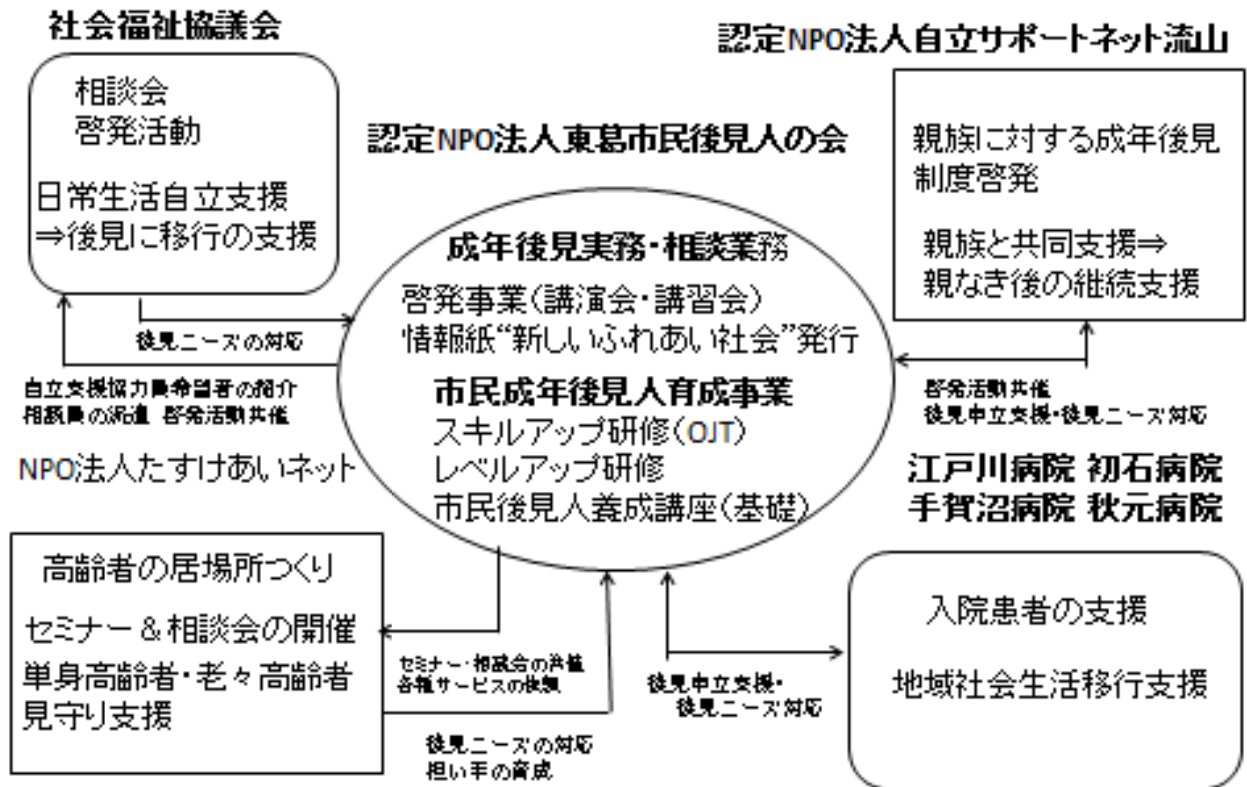 社会福祉協議会
相談会
啓発活動
日常生活自立支援
⇒後見に移行の支援
後見ニーズの対応
自立支援協力員希望者の紹介
相談員の派遣 啓発活動共催
認定NPO法人自立サポートネット流山
親族に対する成年後見
制度啓発
親族と共同支援⇒
親なき後の継続支援
啓発活動共催
後見申立支援・後見ニーズ対応
認定NPO法人東葛市民後見人の会
成年後見実務・相談業務
啓発事業(講演会・講習会)
情報紙“新しいふれあい社会”発行
市民成年後見人育成事業
スキルアップ研修(OJT)
レベルアップ研修
市民後見人養成講座(基礎)
NPO法人たすけあいネット
高齢者の居場所つくり
セミナー&相談会の開催
単身高齢者・老々高齢者
見守り支援
セミナー・相談会の共催
各種サービスの依頼
後見ニーズの対応
担い手の育成
江戸川病院 初石病院
手賀沼病院 秋元病院
入院患者の支援
地域社会生活移行支援
後見申立支援・
後見ニーズ対応